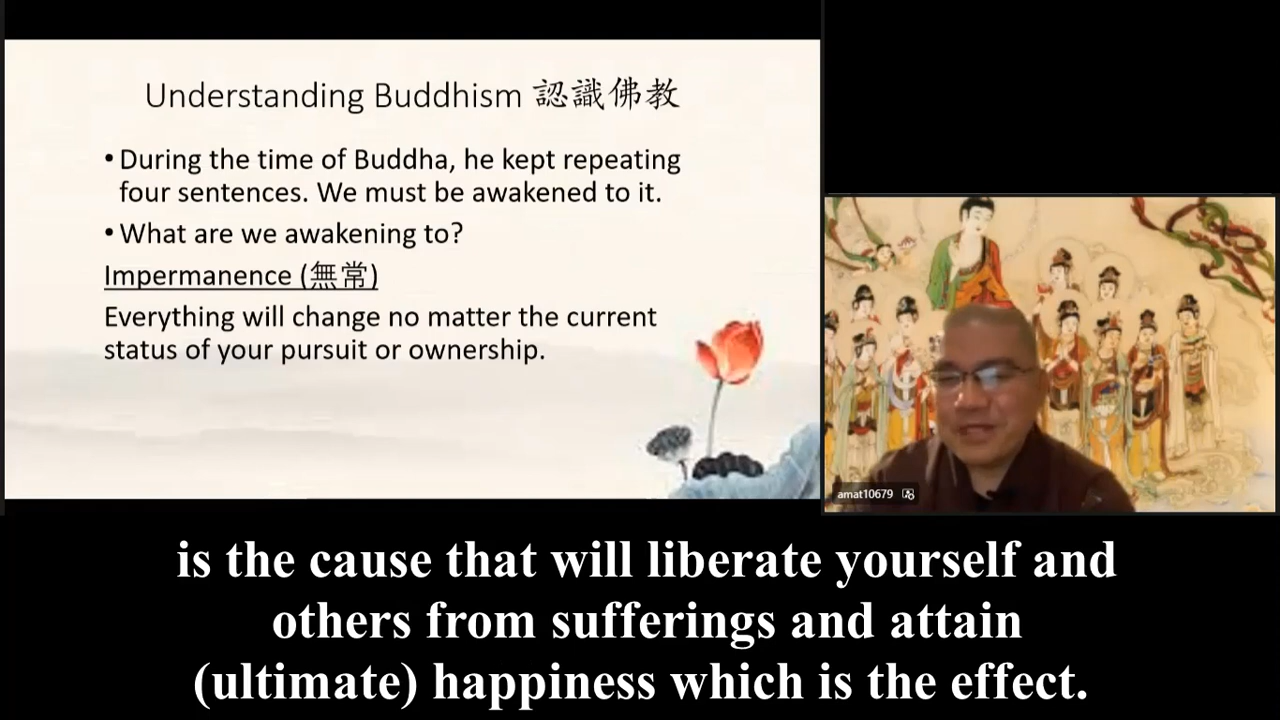 Understanding Buddhism 認識佛教
• During the time of Buddha, he kept repeating
four sentences. We must be awakened to it.
• What are we awakening to?
Impermanence (無常)
Everything will change no matter the current
status of your pursuit or ownership.
amat10679
is the cause that will liberate yourself and
others from sufferings and attain
(ultimate) happiness which is the effect.